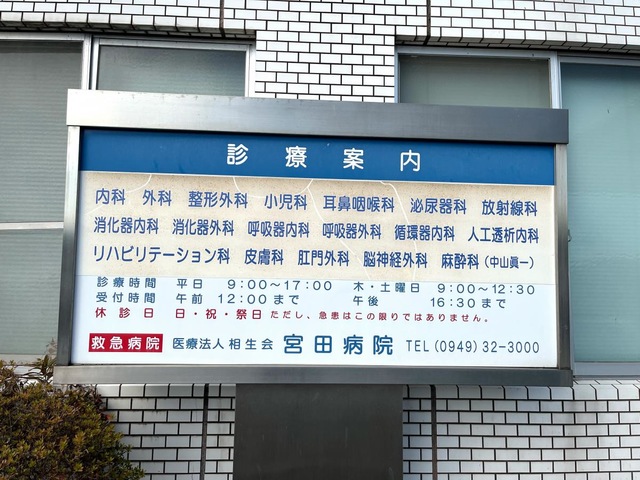 診療案内
内科 外科 整形外科 小児科 耳鼻咽喉科 泌尿器科 放射線科
消化器内科 消化器外科 呼吸器内科 呼吸器外科 循環器内科 人工透析内科
リハビリテーション科 皮膚科 肛門外科 脳神経外科 麻酔科(中山眞一)
診療時間 平日 9:00〜17:00 木・土曜日 9:00〜12:30
受付時間 午前 12:00まで 午後 16:30まで
休診日 日・祝・祭日 ただし、急患はこの限りではありません。
救急病院 医療法人相生会 宮田病院 TEL(0949)32-3000